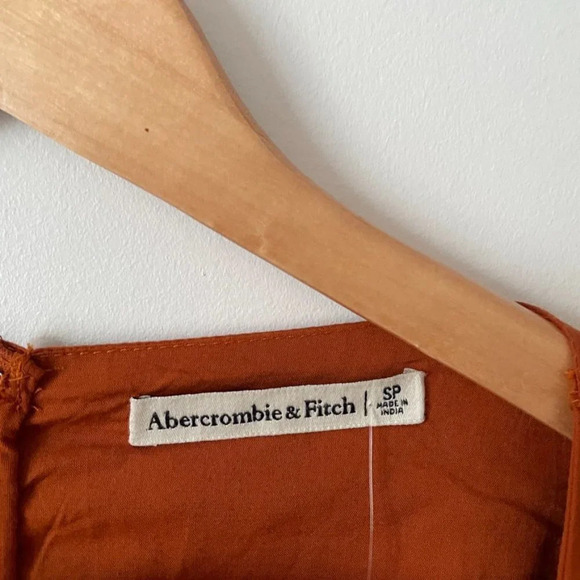 Abercrombie & Fitch | SP
MADE IN
INDIA